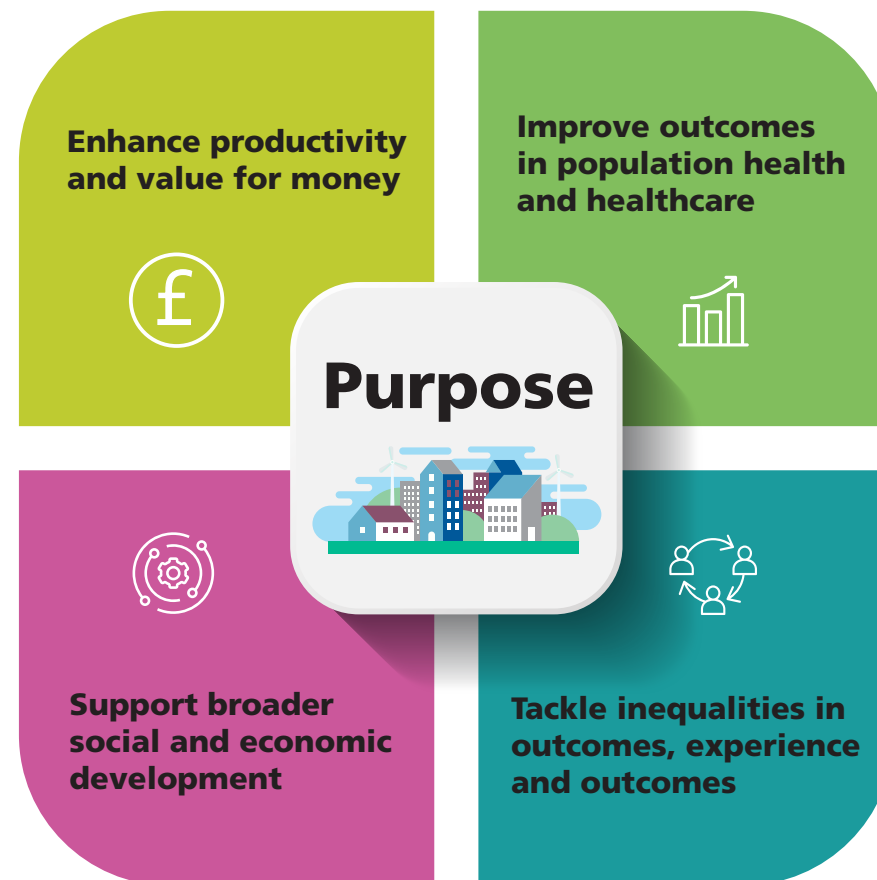 Enhance productivity
and value for money
£
Improve outcomes
in population health
and healthcare
Purpose
Support broader
social and economic
development
Tackle inequalities in
outcomes, experience
and outcomes